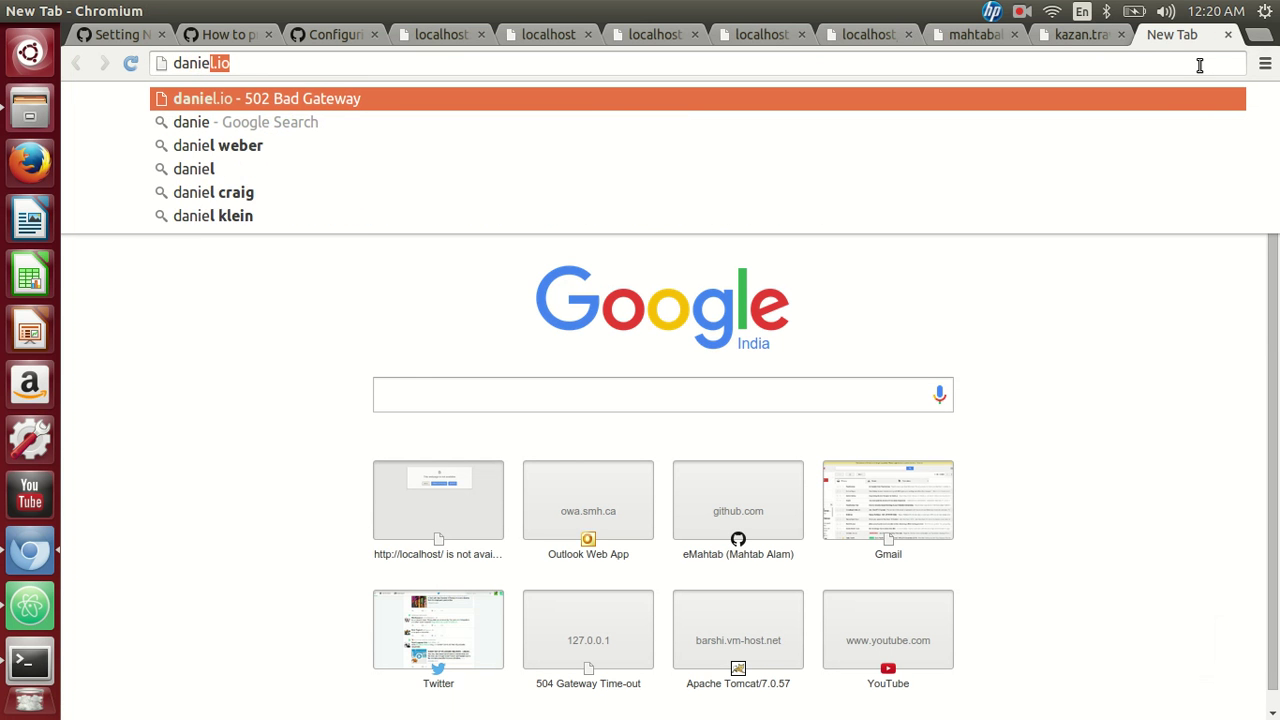 New Tab - Chromium
En
12:20 AM
Setting N
How to p
Configuri
localhost
localhost
localhost
localhost
localhost
mahtabal
kazan.tra
New Tab
daniel.io
daniel.io - 502 Bad Gateway
danie - Google Search
daniel weber
daniel
daniel craig
daniel klein
Google
India
http://localhost/ is not avai...
owa.smh.ca
Outlook Web App
github.com
eMahtab (Mahtab Alam)
Gmail
Twitter
127.0.0.1
504 Gateway Time-out
barshi.vm-host.net
Apache Tomcat/7.0.57
www.youtube.com
YouTube
You
Tube